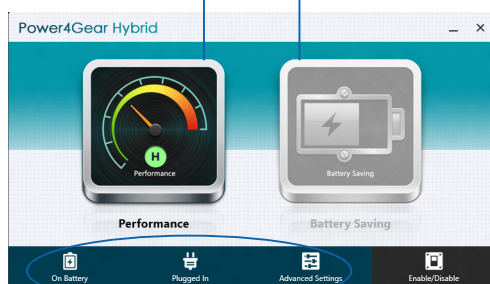 Power4Gear Hybrid
H
Performance
Battery Saving
Performance
Battery Saving
On Battery
Plugged In
Advanced Settings
Enable/Disable